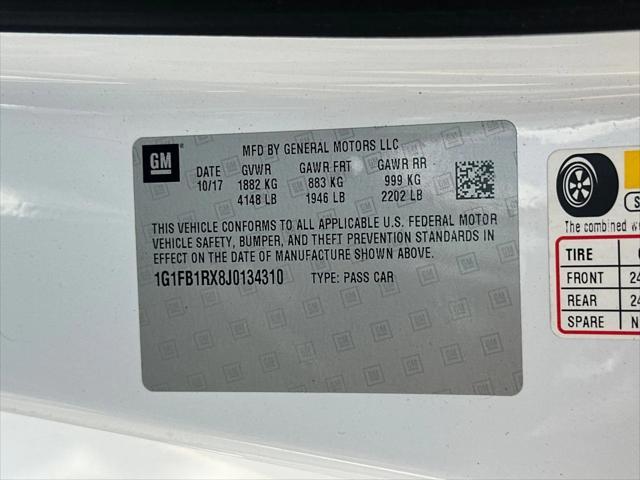 GM
MFD BY GENERAL MOTORS LLC
DATE GVWR GAWR FRT GAWR RR
10/17 1882 KG 883 KG 999 KG
4148 LB 1946 LB 2202 LB
THIS VEHICLE CONFORMS TO ALL APPLICABLE U.S. FEDERAL MOTOR
VEHICLE SAFETY, BUMPER, AND THEFT PREVENTION STANDARDS IN
EFFECT ON THE DATE OF MANUFACTURE SHOWN ABOVE.
1G1FB1RX8J0134310 TYPE: PASS CAR
The combined
TIRE
FRONT 24
REAR 24
SPARE